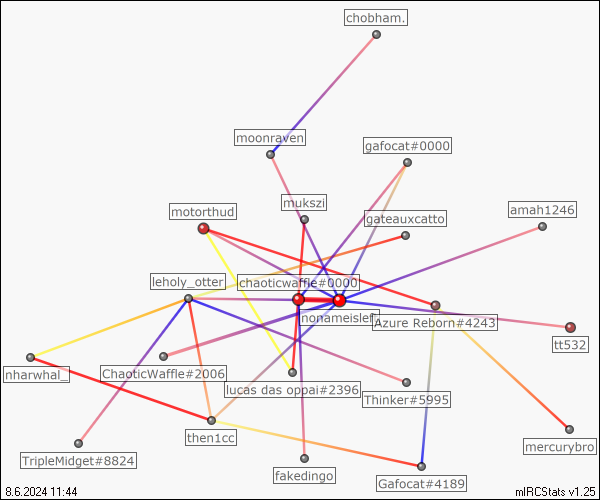 chobham.
moonraven
gafocat#0000
mukszi
amah1246
motorthud
gateauxcatto
leholy_otter
chaoticwaffle#0000
nonameisleft
Azure Reborn#4243
tt532
nharwhal_
ChaoticWaffle#2006
lucas das oppai#2396
Thinker#5995
then1cc
mercurybro
TripleMidget#8824
fakedingo
Gafocat#4189
8.6.2024 11:44
mIRCStats v1.25